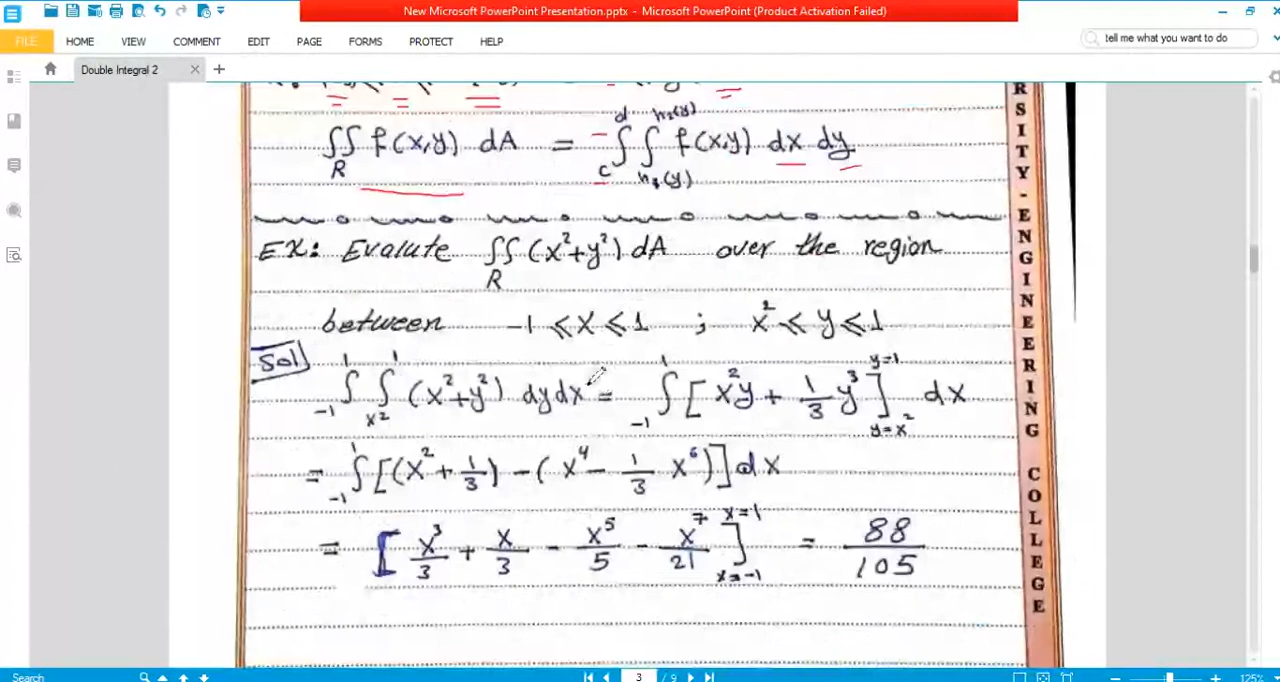 New Microsoft PowerPoint Presentation.pptx - Microsoft PowerPoint (Product Activation Failed)
FILE HOME VIEW COMMENT EDIT PAGE FORMS PROTECT HELP
tell me what you want to do
Double Integral 2
∬_R f(x,y) dA = ∫_c^d ∫_{h₁(y)}^{h₂(y)} f(x,y) dx dy
EX: Evalute ∬_R (x²+y²) dA over the region
between -1 ⩽ x ⩽ 1 ; x² ⩽ y ⩽ 1
Sol
∫_{-1}^1 ∫_{x²}^1 (x²+y²) dydx = ∫_{-1}^1 [x²y + 1/3 y³]_{y=x²}^{y=1} dx
= ∫_{-1}^1 [(x² + 1/3) - (x⁴ - 1/3 x⁶)] dx
= [x³/3 + x/3 - x⁵/5 - x⁷/21]_{x=-1}^{x=1} = 88/105
RSITY-ENGINEERING COLLEGE
Search
3 / 9
125%